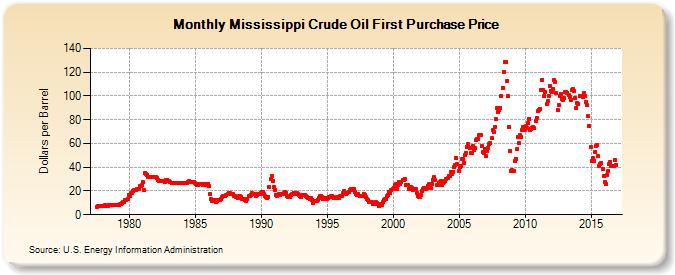 Monthly Mississippi Crude Oil First Purchase Price
Dollars per Barrel
140
120
100
80
60
40
20
0
1980 1985 1990 1995 2000 2005 2010 2015
Source: U.S. Energy Information Administration